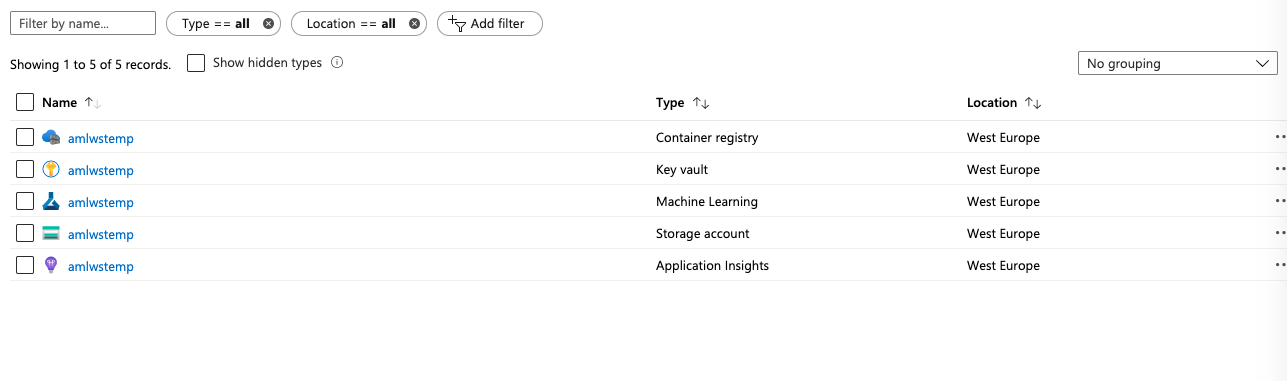 Filter by name...
Type == all
Location == all
Add filter
Showing 1 to 5 of 5 records.
Show hidden types
No grouping
Name Type Location
amlwstemp Container registry West Europe
amlwstemp Key vault West Europe
amlwstemp Machine Learning West Europe
amlwstemp Storage account West Europe
amlwstemp Application Insights West Europe